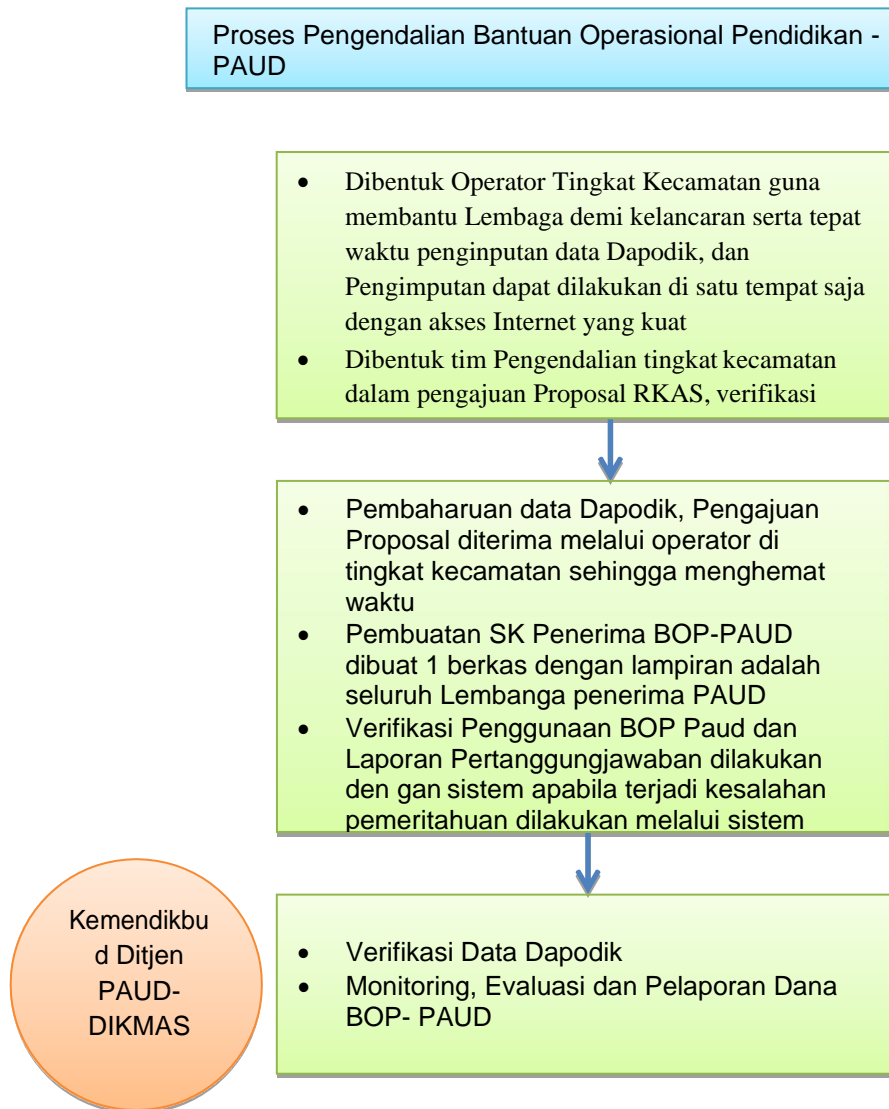 Proses Pengendalian Bantuan Operasional Pendidikan -
PAUD
• Dibentuk Operator Tingkat Kecamatan guna
membantu Lembaga demi kelancaran serta tepat
waktu penginputan data Dapodik, dan
Pengimputan dapat dilakukan di satu tempat saja
dengan akses Internet yang kuat
• Dibentuk tim Pengendalian tingkat kecamatan
dalam pengajuan Proposal RKAS, verifikasi
• Pembaharuan data Dapodik, Pengajuan
Proposal diterima melalui operator di
tingkat kecamatan sehingga menghemat
waktu
• Pembuatan SK Penerima BOP-PAUD
dibuat 1 berkas dengan lampiran adalah
seluruh Lembanga penerima PAUD
• Verifikasi Penggunaan BOP Paud dan
Laporan Pertanggungjawaban dilakukan
den gan sistem apabila terjadi kesalahan
pemeritahuan dilakukan melalui sistem
Kemendikbu
d Ditjen
PAUD-
DIKMAS
• Verifikasi Data Dapodik
• Monitoring, Evaluasi dan Pelaporan Dana
BOP- PAUD